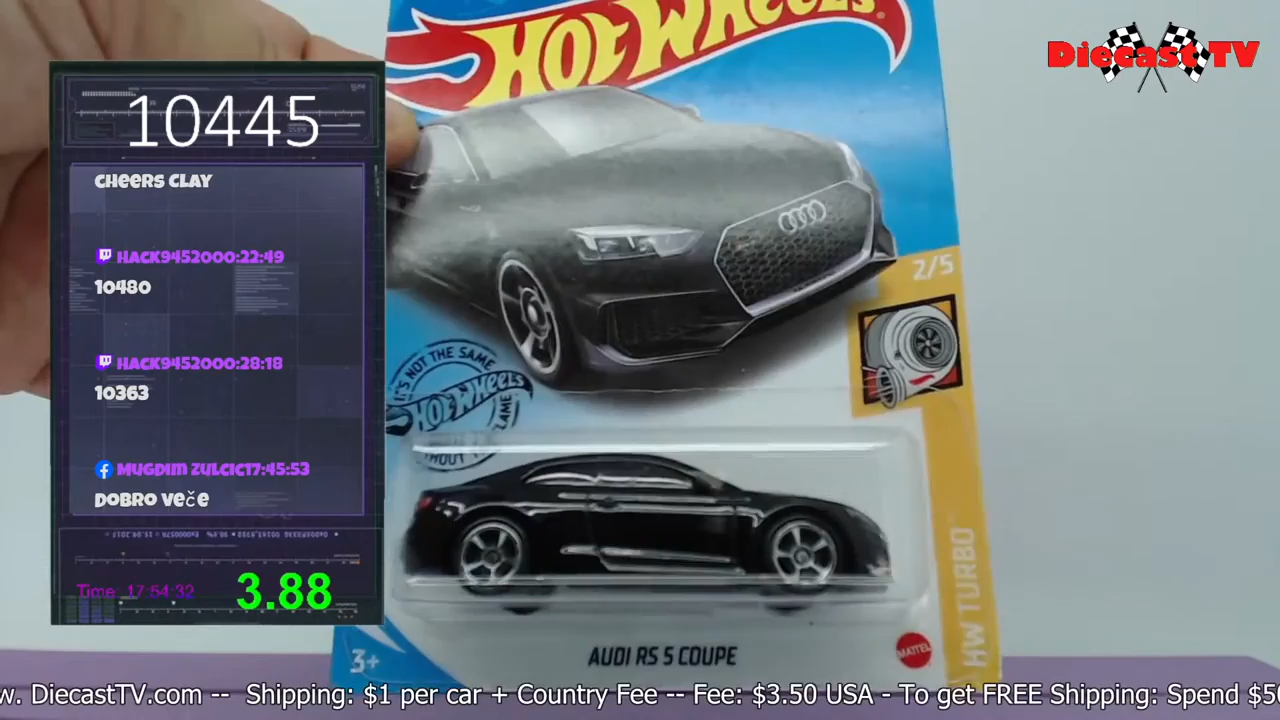 HOT WHEELS
Diecast TV
10445
CHEERS CLAY
HACK9452000:22:49
10480
HACK9452000:28:18
10363
MUGDIM ZULCIC17:45:53
DOBRO VEČE
Time 17:54:32
3.88
2/5
IT'S NOT THE SAME
HOT WHEELS
HW TURBO
AUDI RS 5 COUPE
MATTEL
3+
w. DiecastTV.com -- Shipping: $1 per car + Country Fee -- Fee: $3.50 USA - To get FREE Shipping: Spend $50